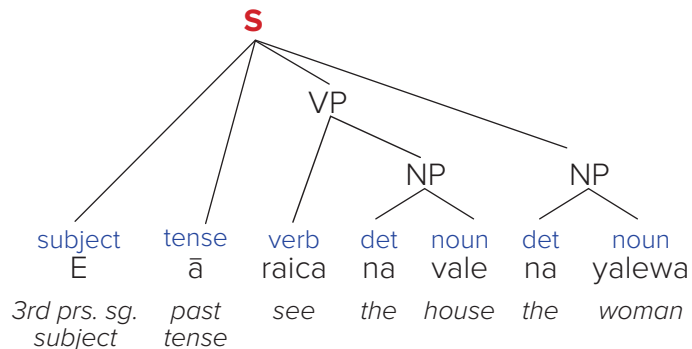 S
VP
NP NP
subject tense verb det noun det noun
E ā raica na vale na yalewa
3rd prs. sg. past see the house the woman
subject tense